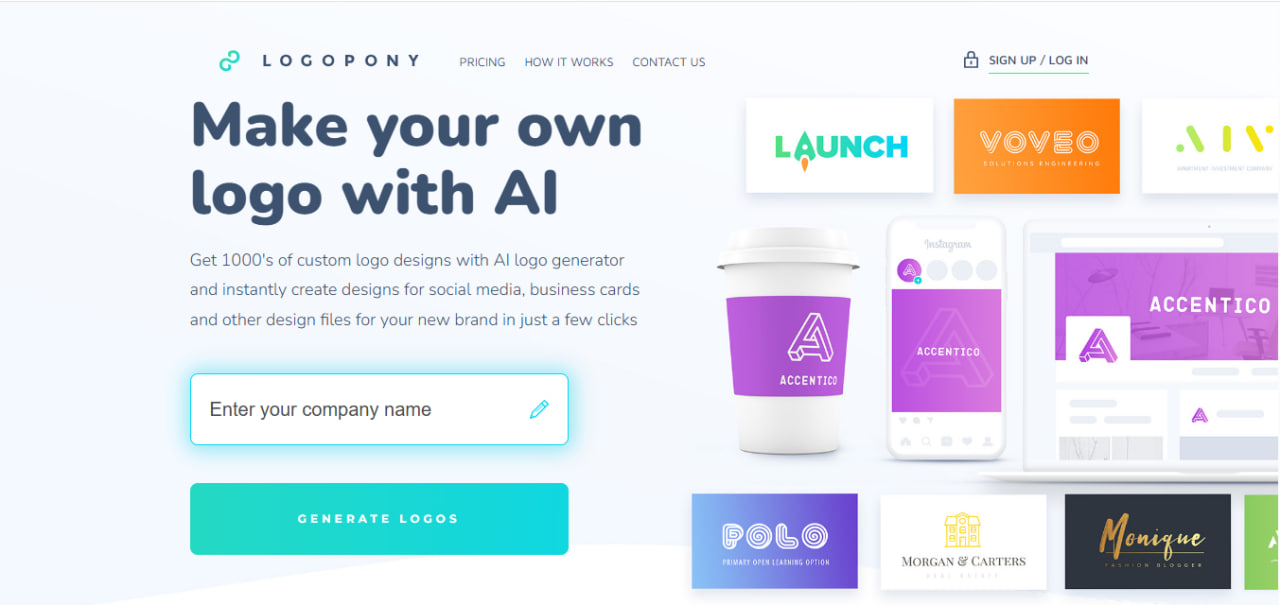 LOGOPONY
PRICING
HOW IT WORKS
CONTACT US
SIGN UP / LOG IN
Make your own
logo with AI
Get 1000's of custom logo designs with AI logo generator
and instantly create designs for social media, business cards
and other design files for your new brand in just a few clicks
Enter your company name
GENERATE LOGOS
LAUNCH
VOVEO
SOLUTIONS ENGINEERING
APARTMENT INVESTMENT COMPANY
ACCENTICO
Instagram
ACCENTICO
ACCENTICO
POLO
PRIMARY OPEN LEARNING OPTION
MORGAN & CARTERS
REAL ESTATE
Monique
FASHION BLOGGER